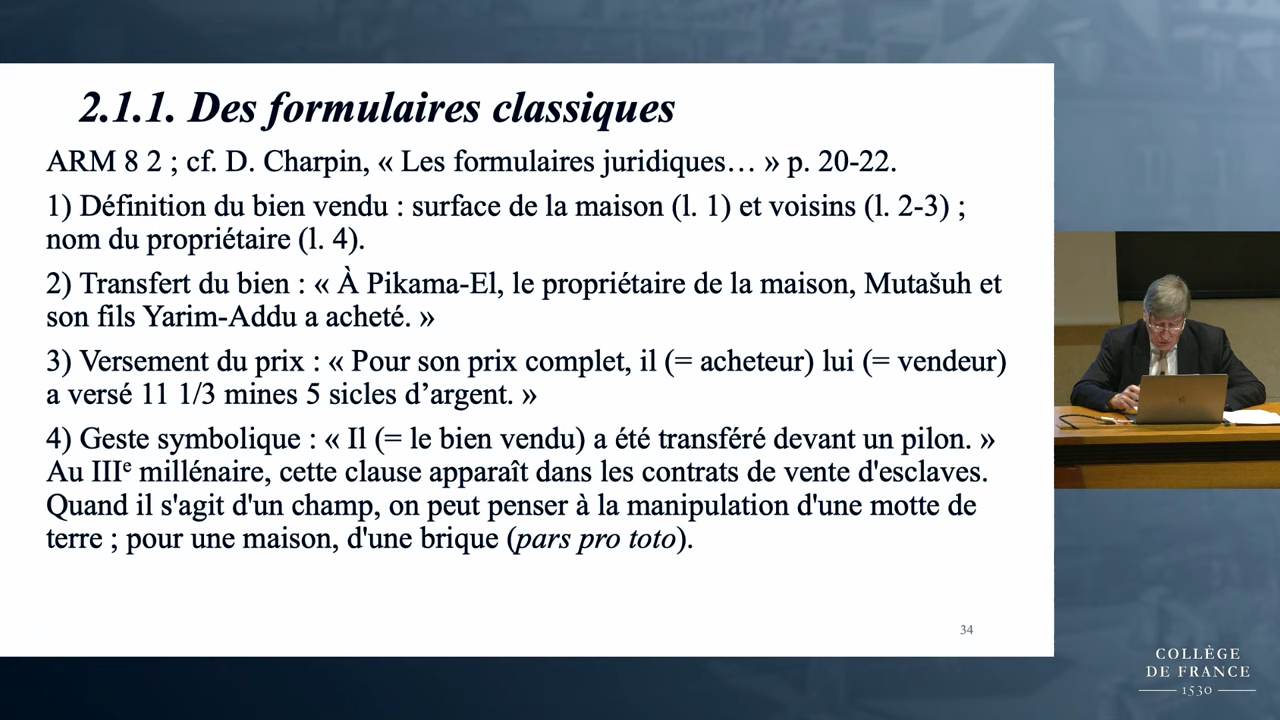 2.1.1. Des formulaires classiques
ARM 8 2 ; cf. D. Charpin, « Les formulaires juridiques… » p. 20-22.
1) Définition du bien vendu : surface de la maison (l. 1) et voisins (l. 2-3) ;
nom du propriétaire (l. 4).
2) Transfert du bien : « À Pikama-El, le propriétaire de la maison, Mutašuh et
son fils Yarim-Addu a acheté. »
3) Versement du prix : « Pour son prix complet, il (= acheteur) lui (= vendeur)
a versé 11 1/3 mines 5 sicles d’argent. »
4) Geste symbolique : « Il (= le bien vendu) a été transféré devant un pilon. »
Au IIIᵉ millénaire, cette clause apparaît dans les contrats de vente d'esclaves.
Quand il s'agit d'un champ, on peut penser à la manipulation d'une motte de
terre ; pour une maison, d'une brique (pars pro toto).
34
COLLÈGE
DE FRANCE
1530